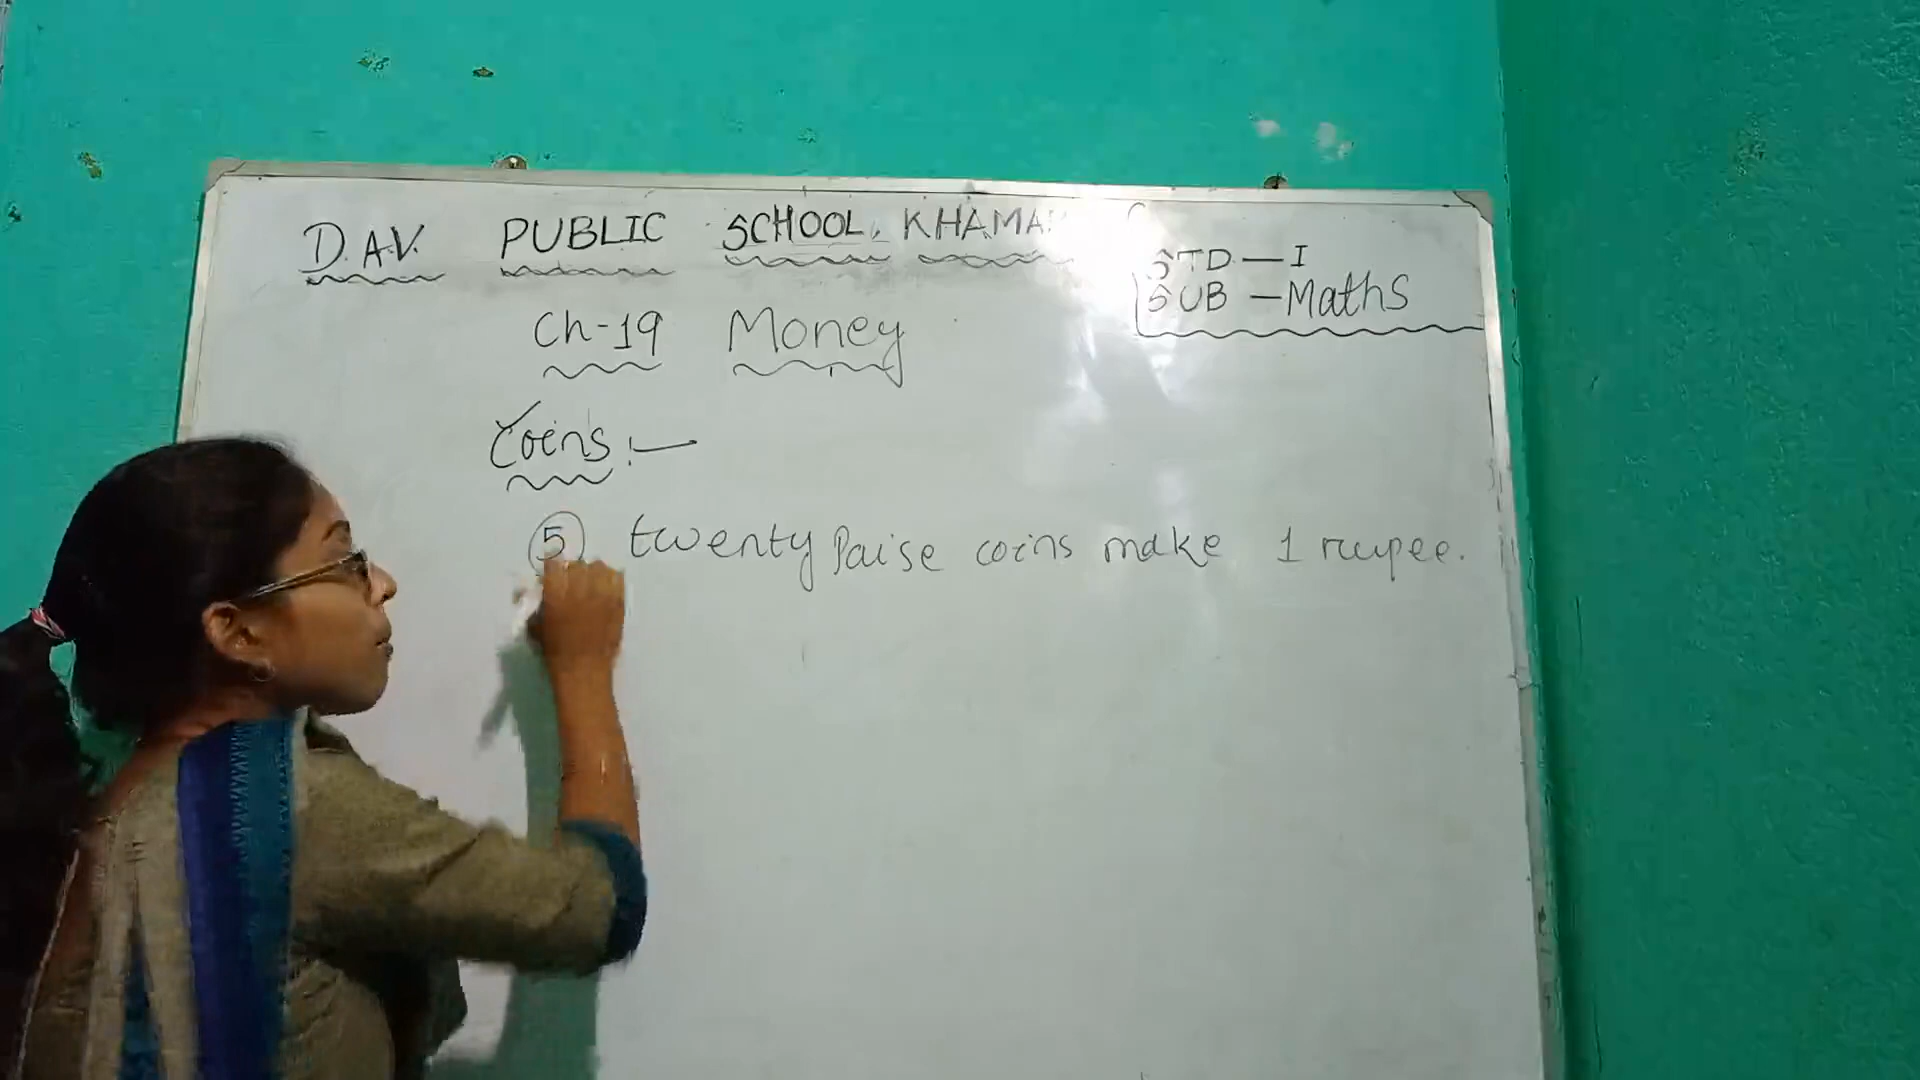 D.A.V. PUBLIC SCHOOL, KHAMA
STD - I
SUB - Maths
Ch-19 Money
Coins :-
5 twenty Paise coins make 1 rupee.